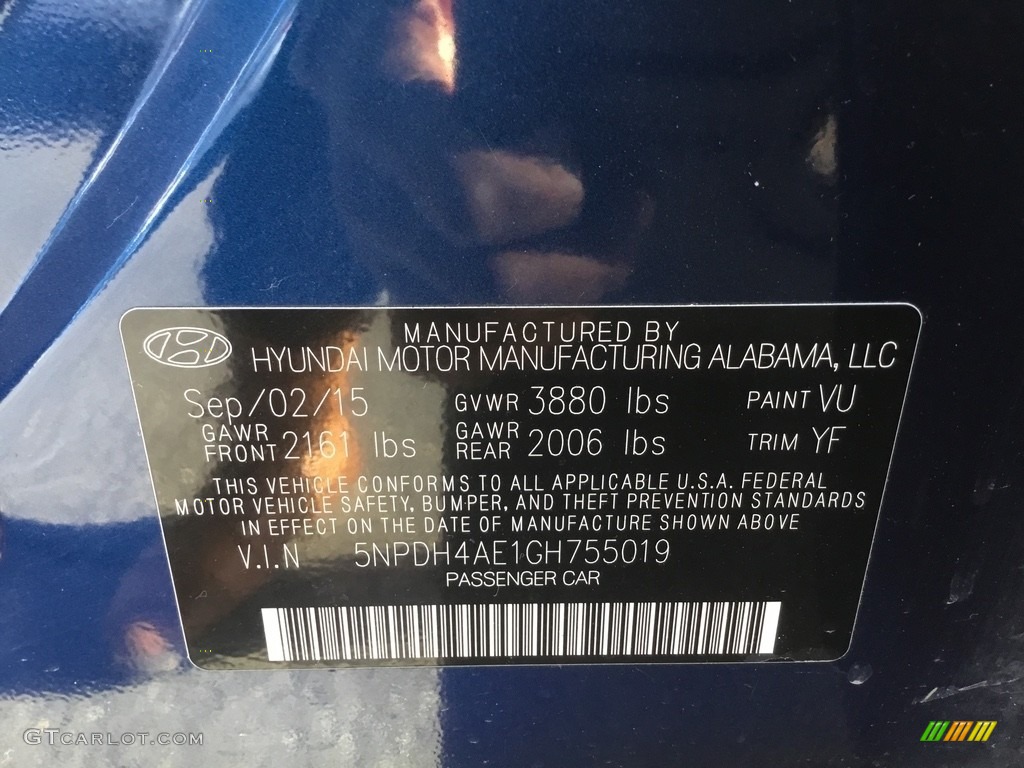 MANUFACTURED BY
HYUNDAI MOTOR MANUFACTURING ALABAMA, LLC
Sep/02/15 GVWR 3880 lbs PAINT VU
GAWR FRONT 2161 lbs GAWR REAR 2006 lbs TRIM YF
THIS VEHICLE CONFORMS TO ALL APPLICABLE U.S.A. FEDERAL
MOTOR VEHICLE SAFETY, BUMPER, AND THEFT PREVENTION STANDARDS
IN EFFECT ON THE DATE OF MANUFACTURE SHOWN ABOVE
V.I.N 5NPDH4AE1GH755019
PASSENGER CAR
GTCARLOT.COM